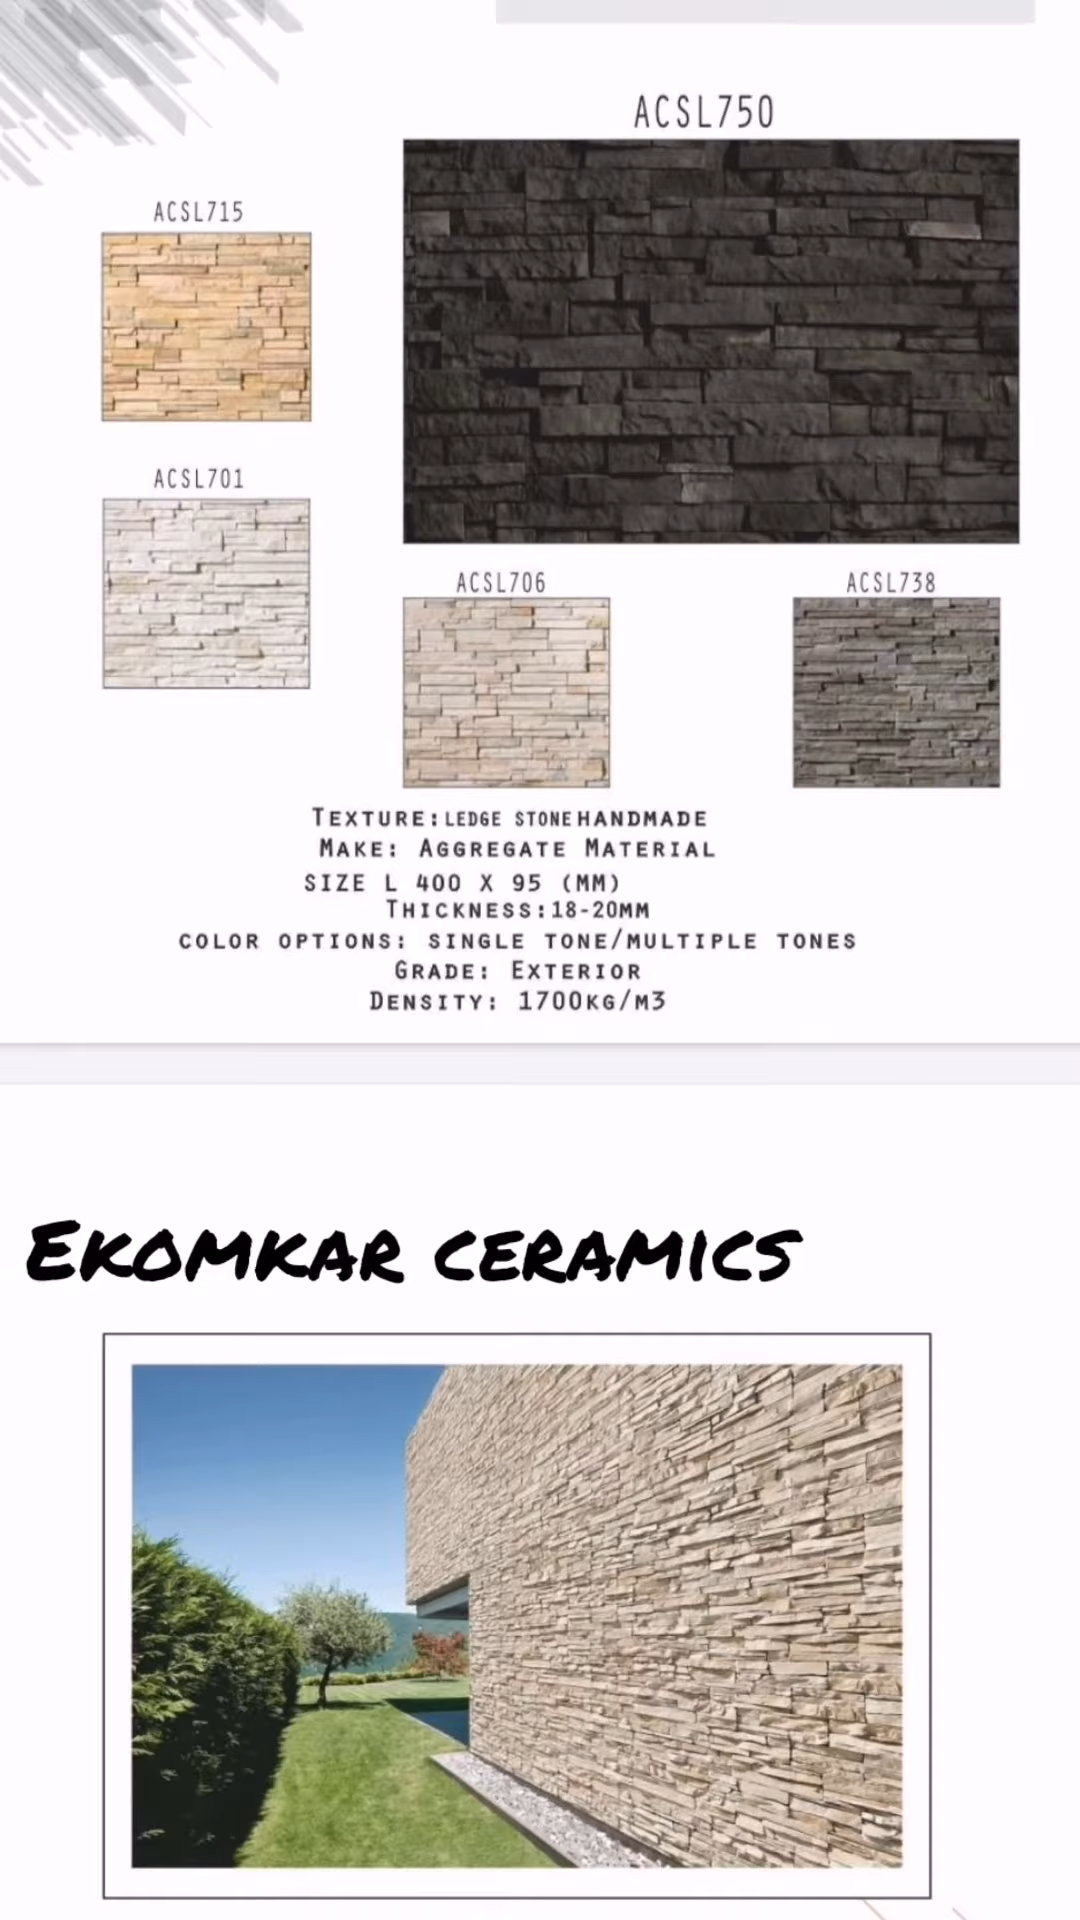 ACSL750
ACSL715
ACSL701
ACSL706
ACSL738
TEXTURE: LEDGE STONE HANDMADE
MAKE: AGGREGATE MATERIAL
SIZE L 400 X 95 (MM)
THICKNESS:18-20MM
COLOR OPTIONS: SINGLE TONE/MULTIPLE TONES
GRADE: EXTERIOR
DENSITY: 1700KG/M3
EKOMKAR CERAMICS